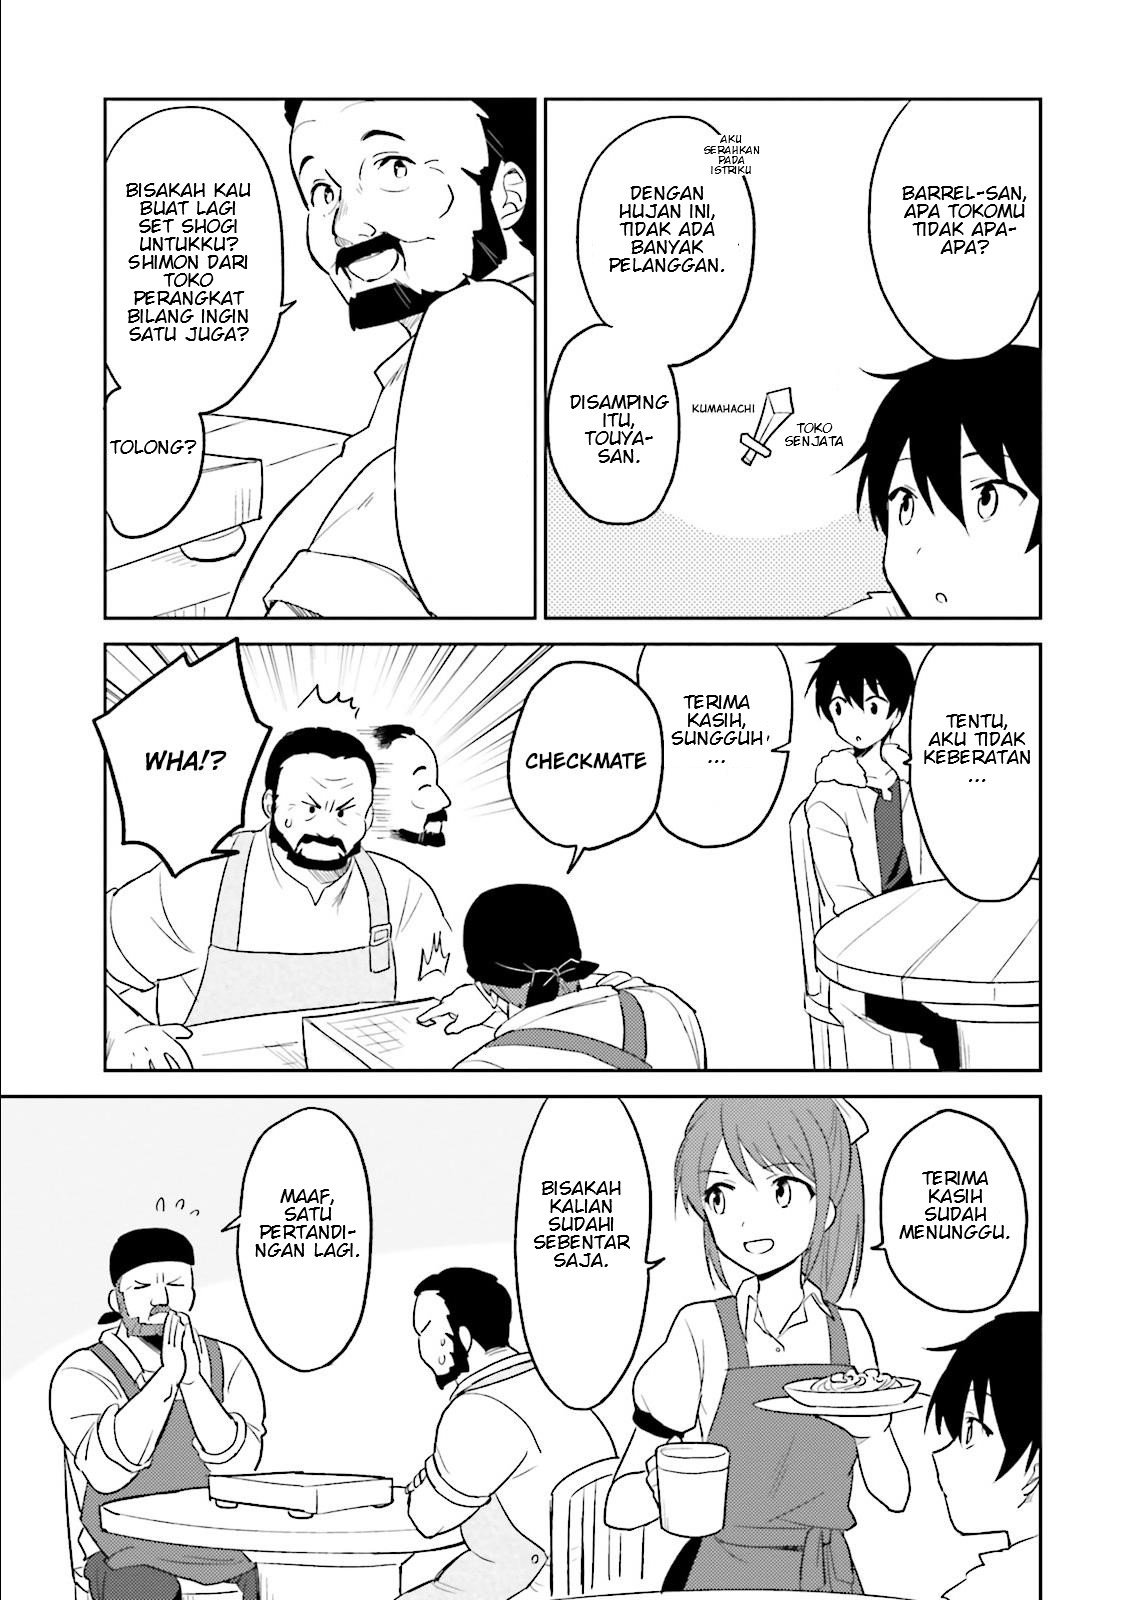 BARREL-SAN,
APA TOKOMU
TIDAK APA-
APA?
AKU
SERAHKAN
PADA
ISTRIKU
DENGAN
HUJAN INI,
TIDAK ADA
BANYAK
PELANGGAN.
DISAMPING
ITU,
TOUYA-
SAN.
KUMAHACHI
TOKO
SENJATA
BISAKAH KAU
BUAT LAGI
SET SHOGI
UNTUKKU?
SHIMON DARI
TOKO
PERANGKAT
BILANG INGIN
SATU JUGA?
TOLONG?
TENTU,
AKU TIDAK
KEBERATAN
...
TERIMA
KASIH,
SUNGGUH
...
CHECKMATE
WHA!?
TERIMA
KASIH
SUDAH
MENUNGGU.
BISAKAH
KALIAN
SUDAHI
SEBENTAR
SAJA.
MAAF,
SATU
PERTANDI-
NGAN LAGI.